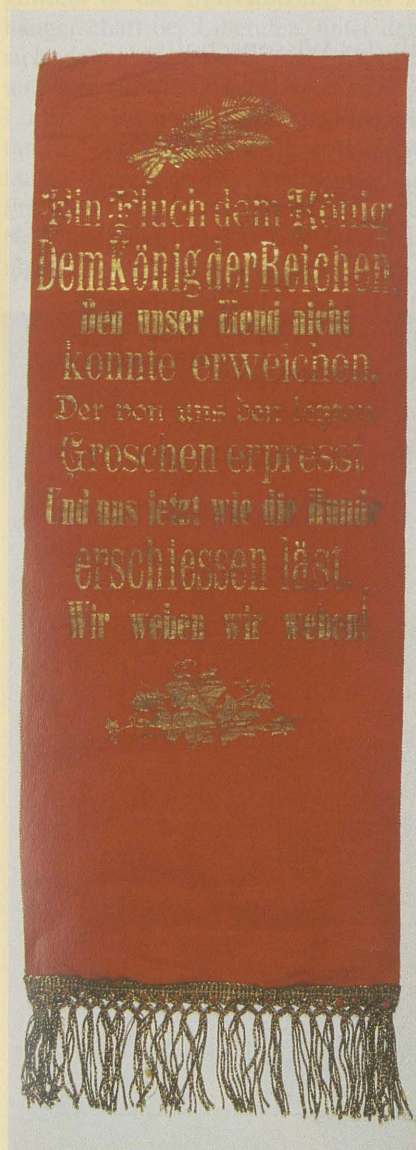 Ein Fluch dem König
Dem König der Reichen,
Den unser Elend nicht
konnte erweichen.
Der von uns den letzten
Groschen erpresst
Und uns jetzt wie die Hunde
erschiessen läst.
Wir weben wir weben!